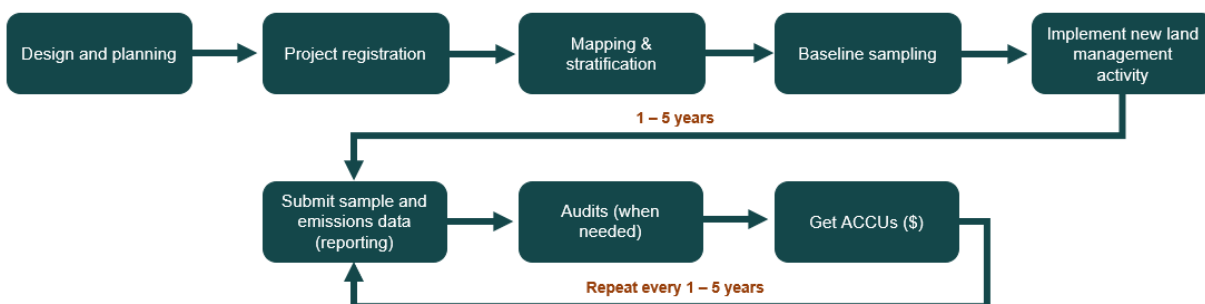 Design and planning
Project registration
Mapping &
stratification
Baseline sampling
Implement new land
management
activity
1 – 5 years
Submit sample and
emissions data
(reporting)
Audits (when
needed)
Get ACCUs ($)
Repeat every 1 – 5 years